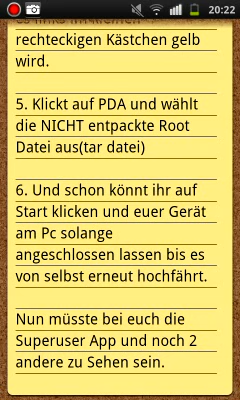 20:22
rechteckigen Kästchen gelb
wird.
5. Klickt auf PDA und wählt
die NICHT entpackte Root
Datei aus(tar datei)
6. Und schon könnt ihr auf
Start klicken und euer Gerät
am Pc solange
angeschlossen lassen bis es
von selbst erneut hochfährt.
Nun müsste bei euch die
Superuser App und noch 2
andere zu Sehen sein.